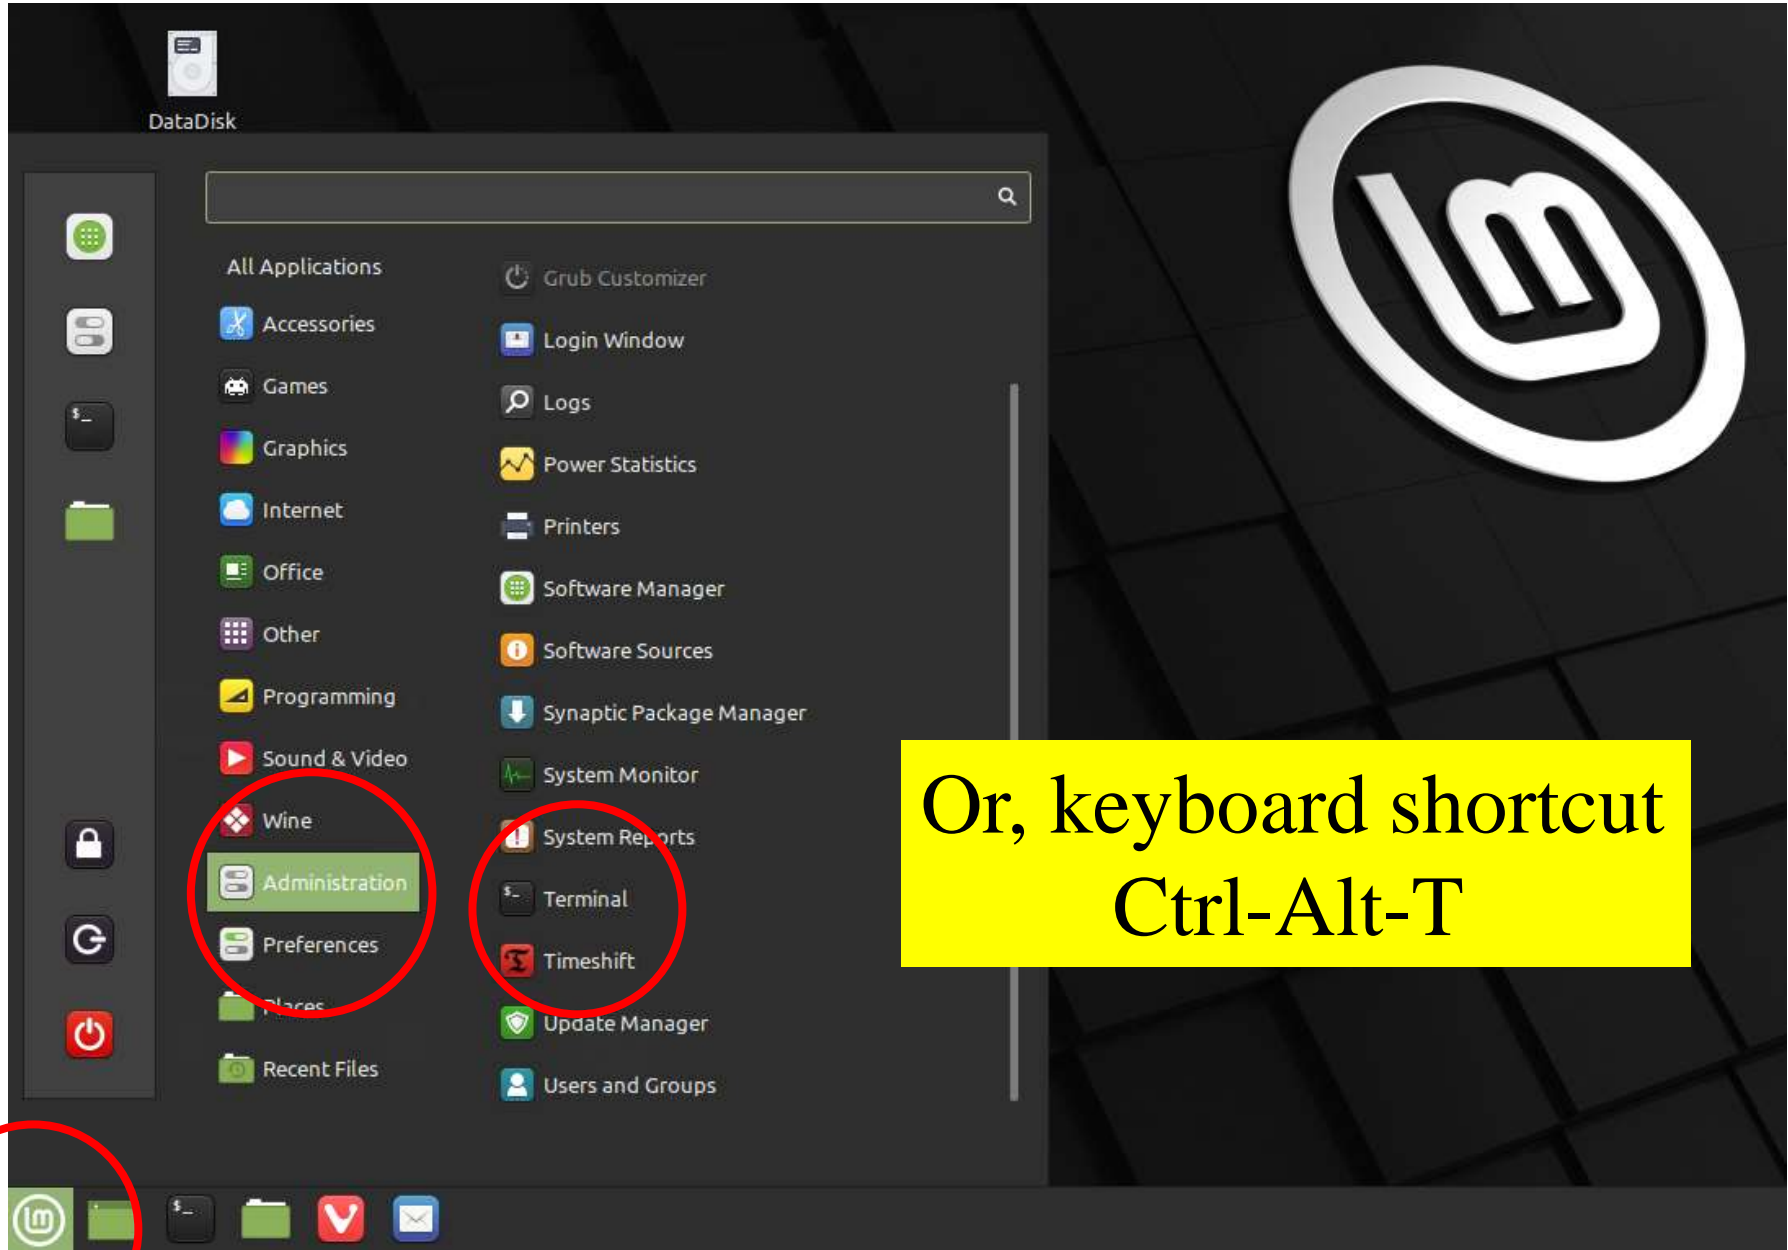 DataDisk
All Applications
Accessories
Games
Graphics
Internet
Office
Other
Programming
Sound & Video
Wine
Administration
Preferences
Places
Recent Files
Grub Customizer
Login Window
Logs
Power Statistics
Printers
Software Manager
Software Sources
Synaptic Package Manager
System Monitor
System Reports
Terminal
Timeshift
Update Manager
Users and Groups
Or, keyboard shortcut
Ctrl-Alt-T